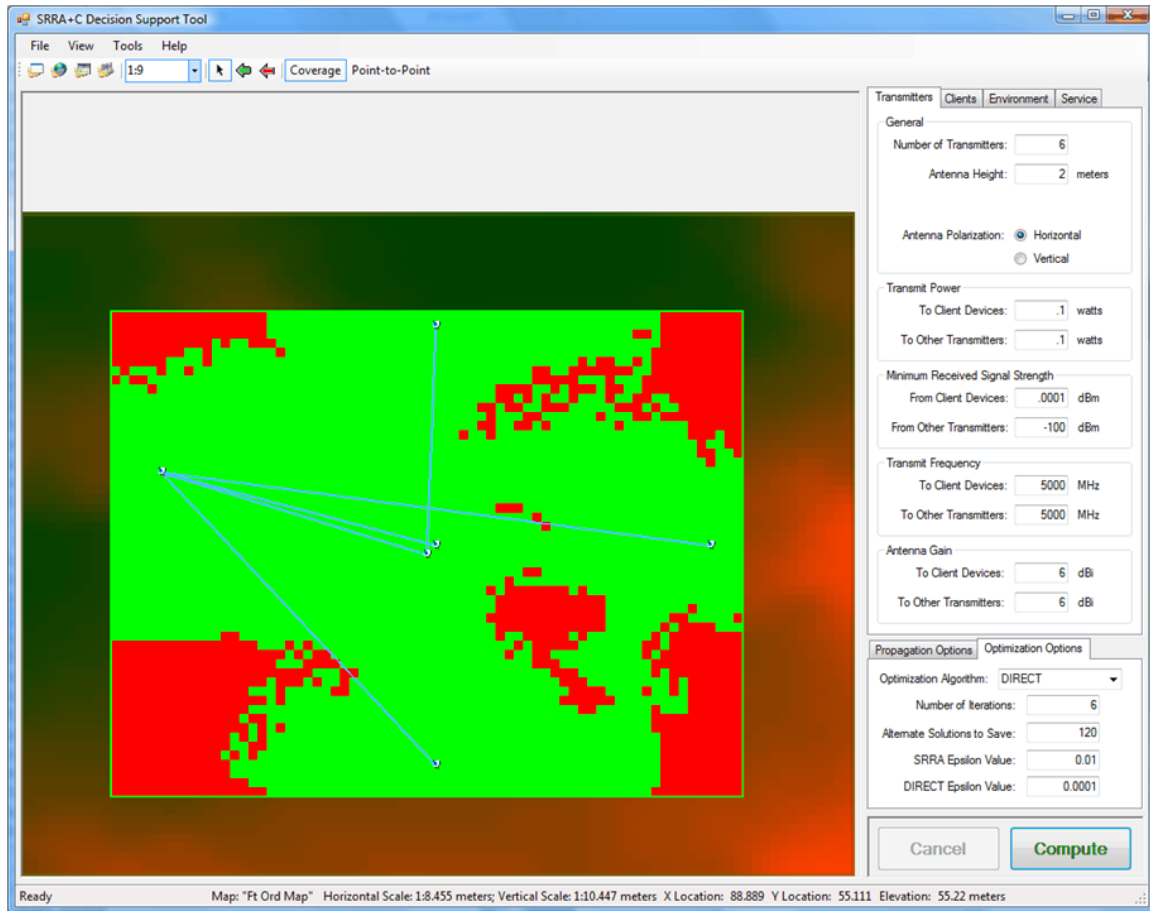 SRRA+C Decision Support Tool
File View Tools Help
1:9 Coverage Point-to-Point
Transmitters Clients Environment Service
General
Number of Transmitters: 6
Antenna Height: 2 meters
Antenna Polarization: Horizontal
Vertical
Transmit Power
To Client Devices: .1 watts
To Other Transmitters: .1 watts
Minimum Received Signal Strength
From Client Devices: .0001 dBm
From Other Transmitters: -100 dBm
Transmit Frequency
To Client Devices: 5000 MHz
To Other Transmitters: 5000 MHz
Antenna Gain
To Client Devices: 6 dBi
To Other Transmitters: 6 dBi
Propagation Options Optimization Options
Optimization Algorithm: DIRECT
Number of Iterations: 6
Alternate Solutions to Save: 120
SRRA Epsilon Value: 0.01
DIRECT Epsilon Value: 0.0001
Cancel Compute
Ready Map: "Ft Ord Map" Horizontal Scale: 1:8.455 meters; Vertical Scale: 1:10.447 meters X Location: 88.889 Y Location: 55.111 Elevation: 55.22 meters